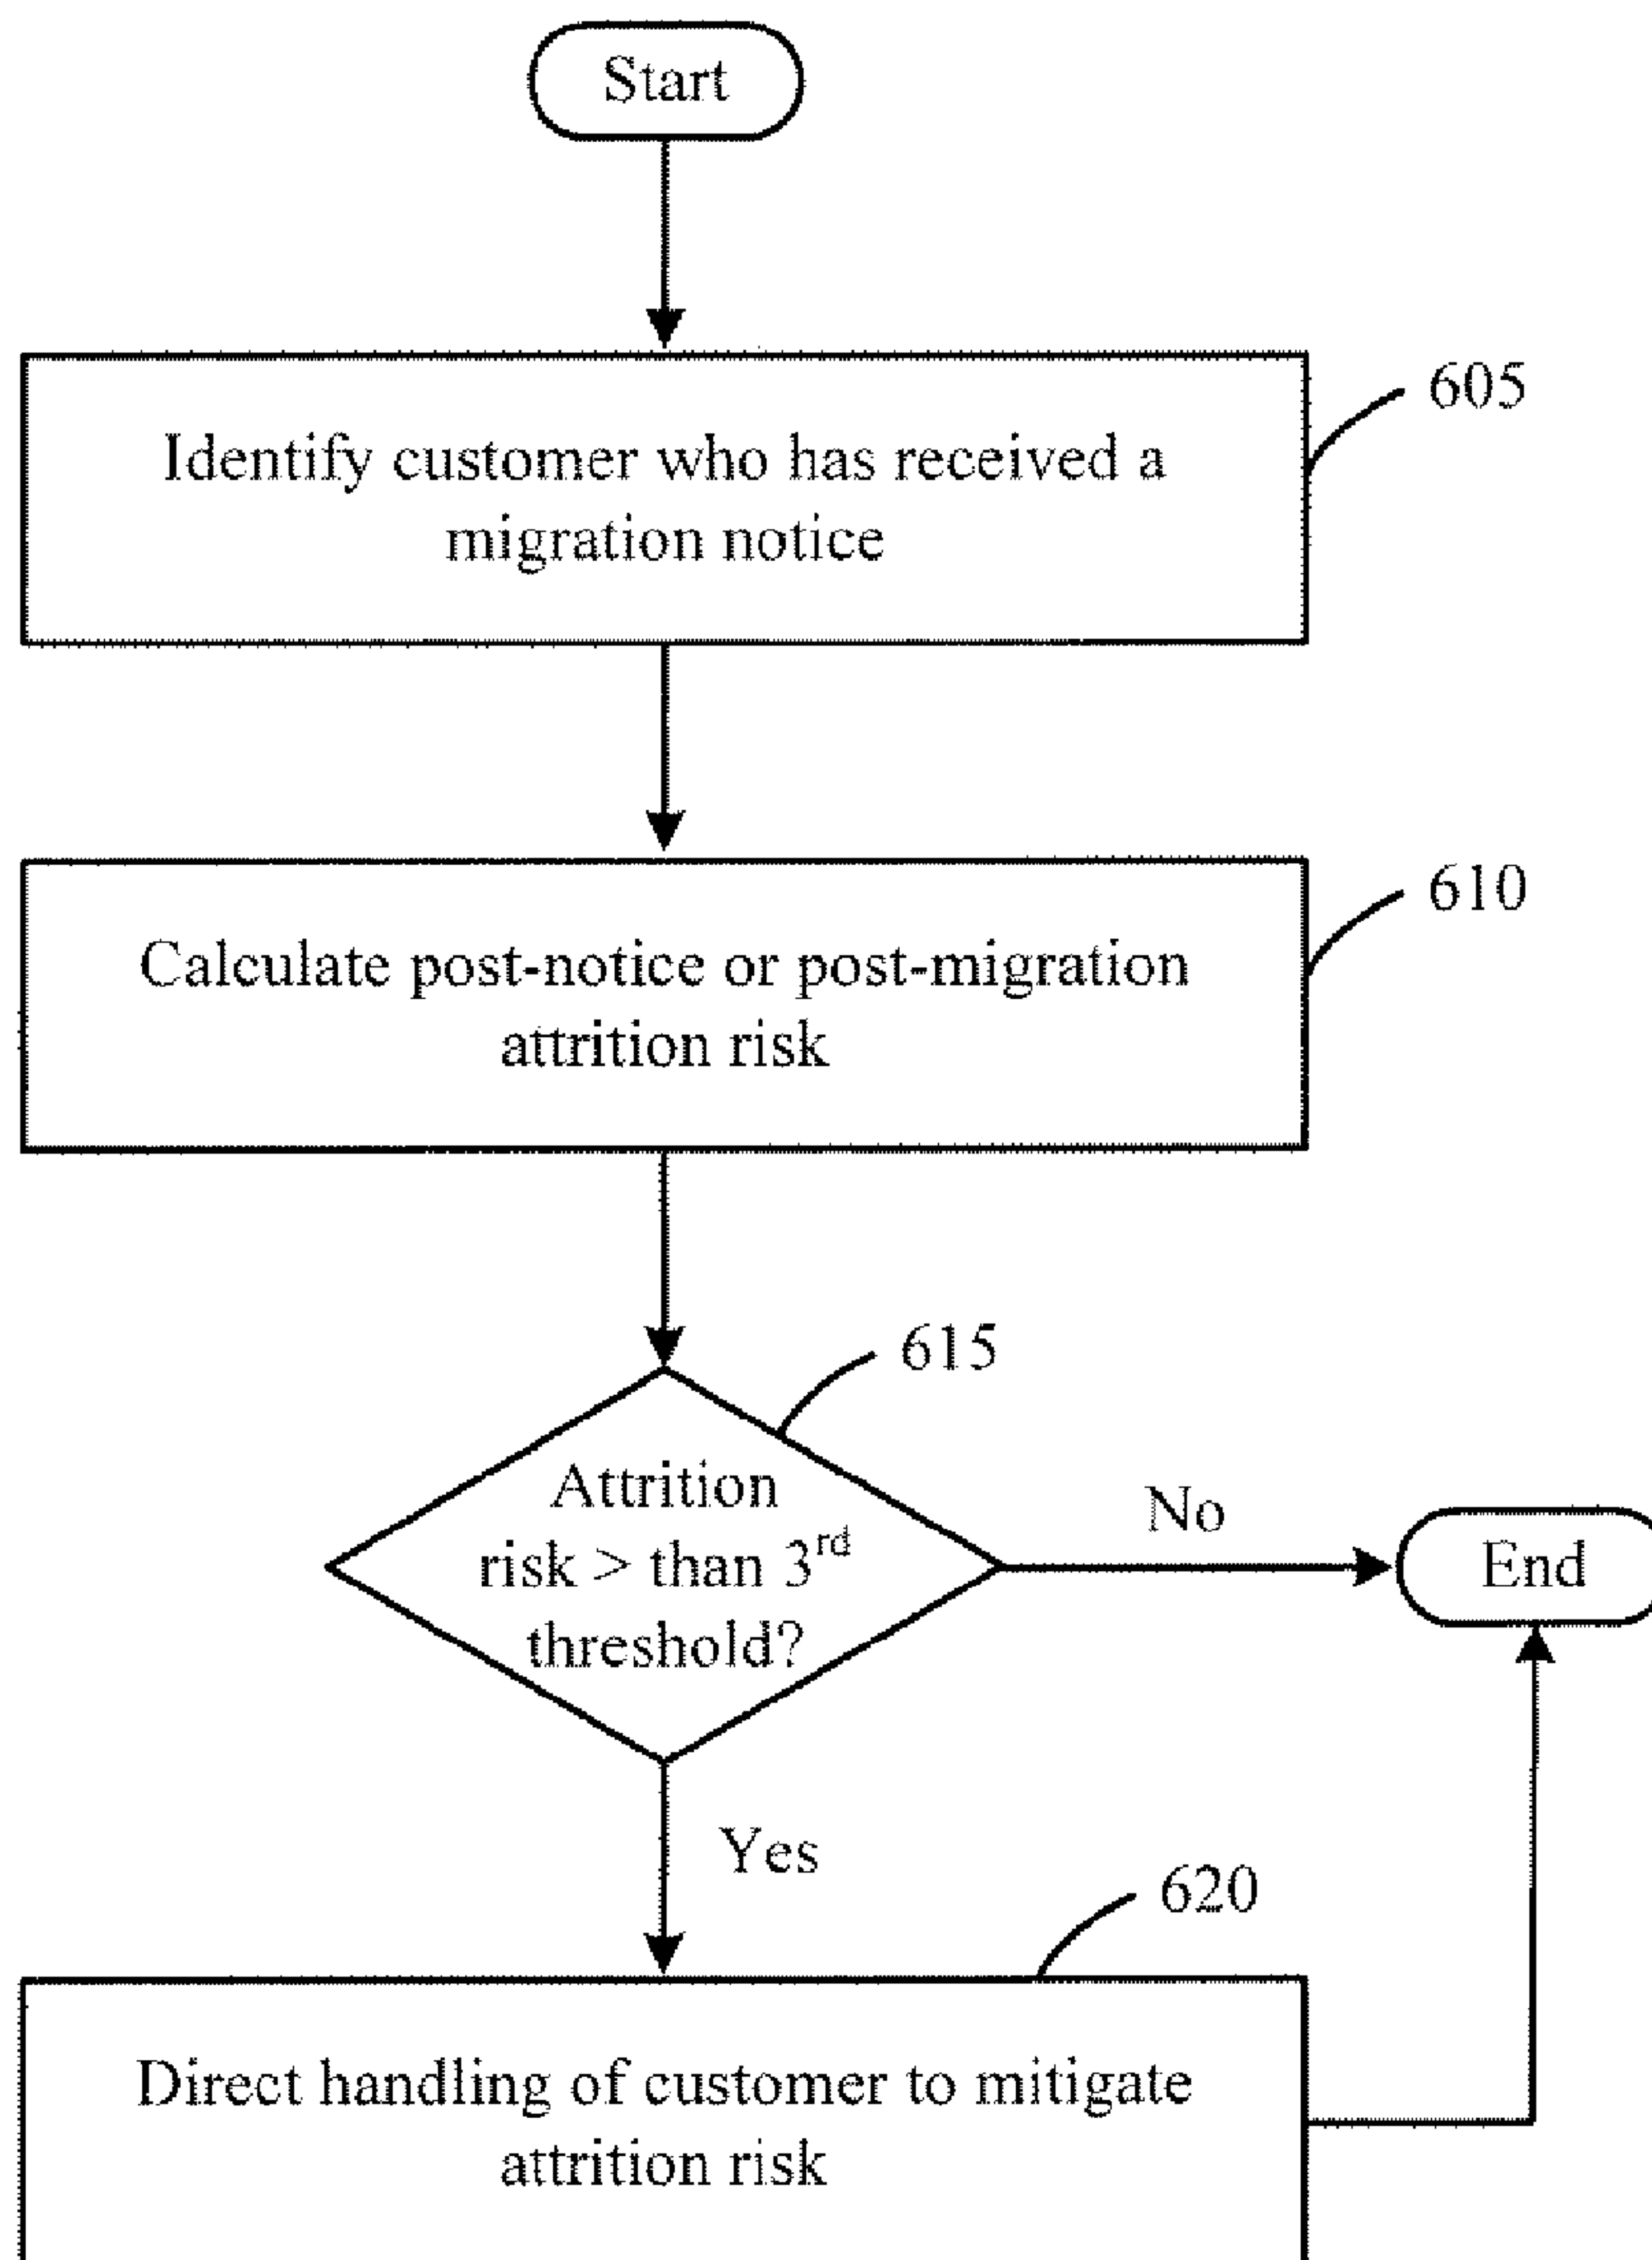 Start
605
Identify customer who has received a
migration notice
610
Calculate post-notice or post-migration
attrition risk
615
Attrition
risk > than 3rd
threshold?
No
End
Yes
620
Direct handling of customer to mitigate
attrition risk